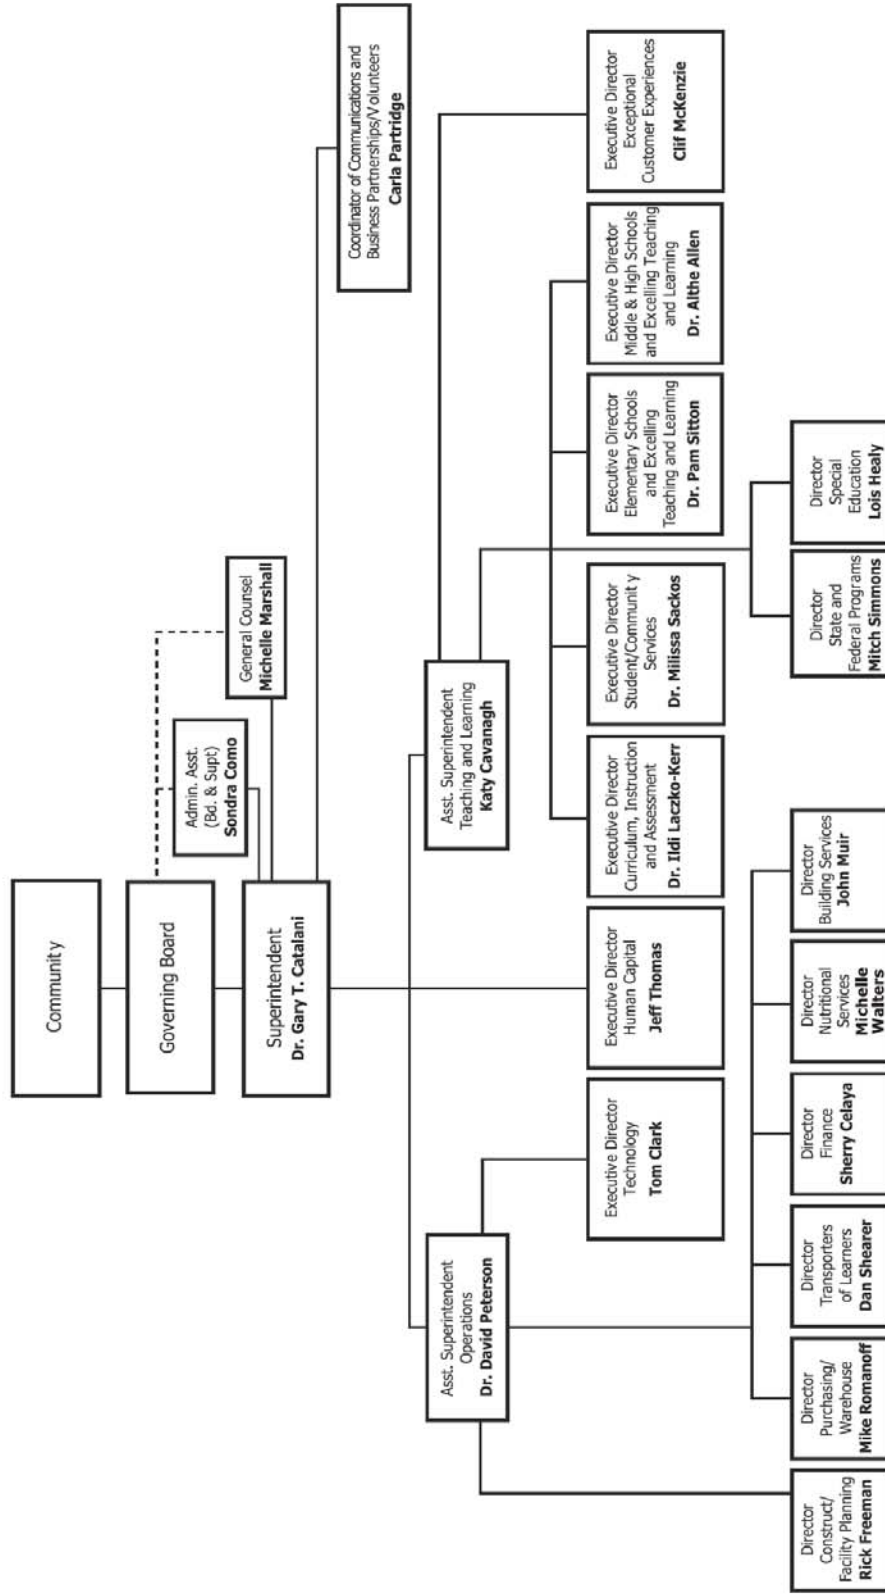 Community
Governing Board
Superintendent
Dr. Gary T. Catalani
Admin. Asst.
(Bd. & Supt)
Sondra Como
General Counsel
Michelle Marshall
Coordinator of Communications and
Business Partnerships/Volunteers
Carla Partridge
Asst. Superintendent
Operations
Dr. David Peterson
Asst. Superintendent
Teaching and Learning
Katy Cavanagh
Executive Director
Technology
Tom Clark
Executive Director
Human Capital
Jeff Thomas
Executive Director
Curriculum, Instruction
and Assessment
Dr. Ildi Laczko-Kerr
Executive Director
Student/Community
Services
Dr. Milissa Sackos
Executive Director
Elementary Schools
and Excelling
Teaching and Learning
Dr. Pam Sitton
Executive Director
Middle & High Schools
and Excelling Teaching
and Learning
Dr. Althe Allen
Executive Director
Exceptional
Customer Experiences
Clif McKenzie
Director
Construct/
Facility Planning
Rick Freeman
Director
Purchasing/
Warehouse
Mike Romanoff
Director
Transporters
of Learners
Dan Shearer
Director
Finance
Sherry Celaya
Director
Nutritional
Services
Michelle
Walters
Director
Building Services
John Muir
Director
State and
Federal Programs
Mitch Simmons
Director
Special
Education
Lois Healy